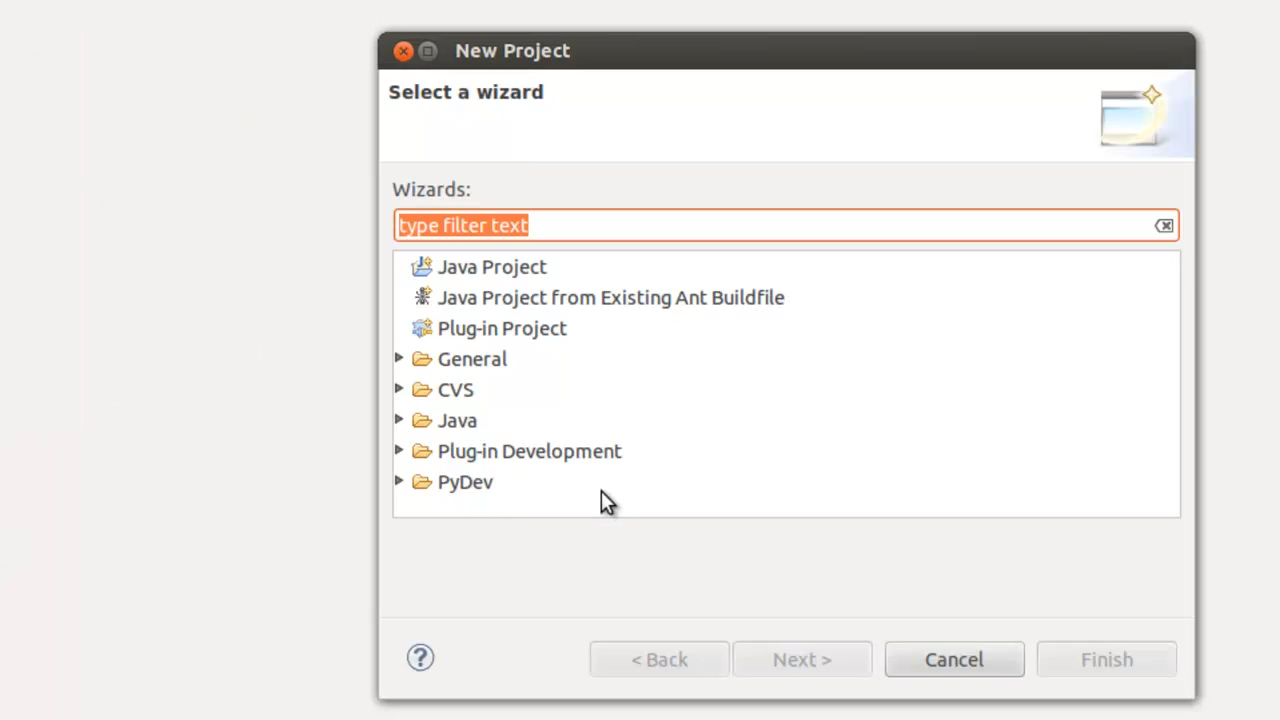 New Project
Select a wizard
Wizards:
type filter text
Java Project
Java Project from Existing Ant Buildfile
Plug-in Project
General
CVS
Java
Plug-in Development
PyDev
? < Back Next > Cancel Finish